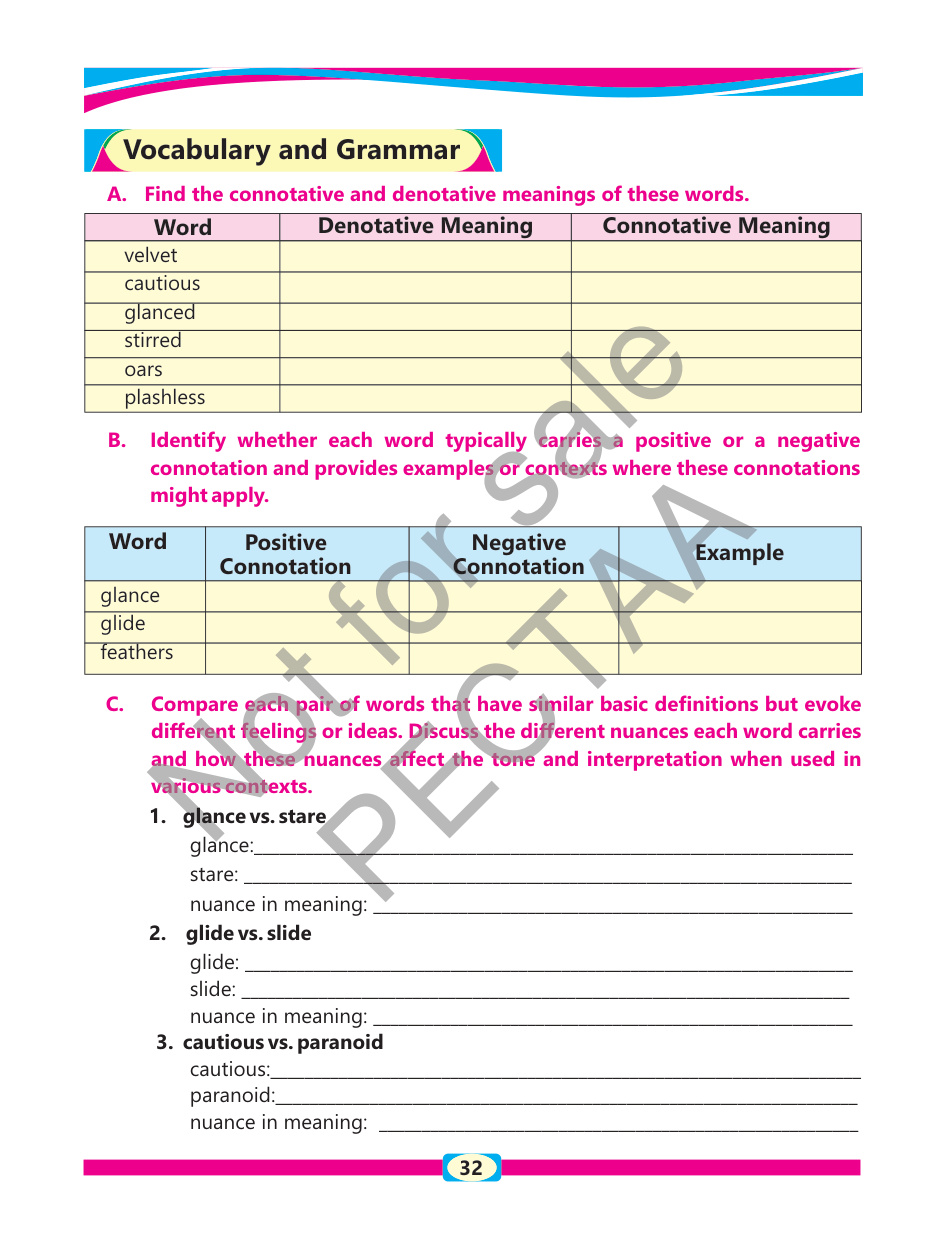 Vocabulary and Grammar
A. Find the connotative and denotative meanings of these words.
Word Denotative Meaning Connotative Meaning
velvet
cautious
glanced
stirred
oars
plashless
B. Identify whether each word typically carries a positive or a negative
connotation and provides examples or contexts where these connotations
might apply.
Word Positive Connotation Negative Connotation Example
glance
glide
feathers
C. Compare each pair of words that have similar basic definitions but evoke
different feelings or ideas. Discuss the different nuances each word carries
and how these nuances affect the tone and interpretation when used in
various contexts.
1. glance vs. stare
glance:
stare:
nuance in meaning:
2. glide vs. slide
glide:
slide:
nuance in meaning:
3. cautious vs. paranoid
cautious:
paranoid:
nuance in meaning:
32
Not for sale
PECTAA